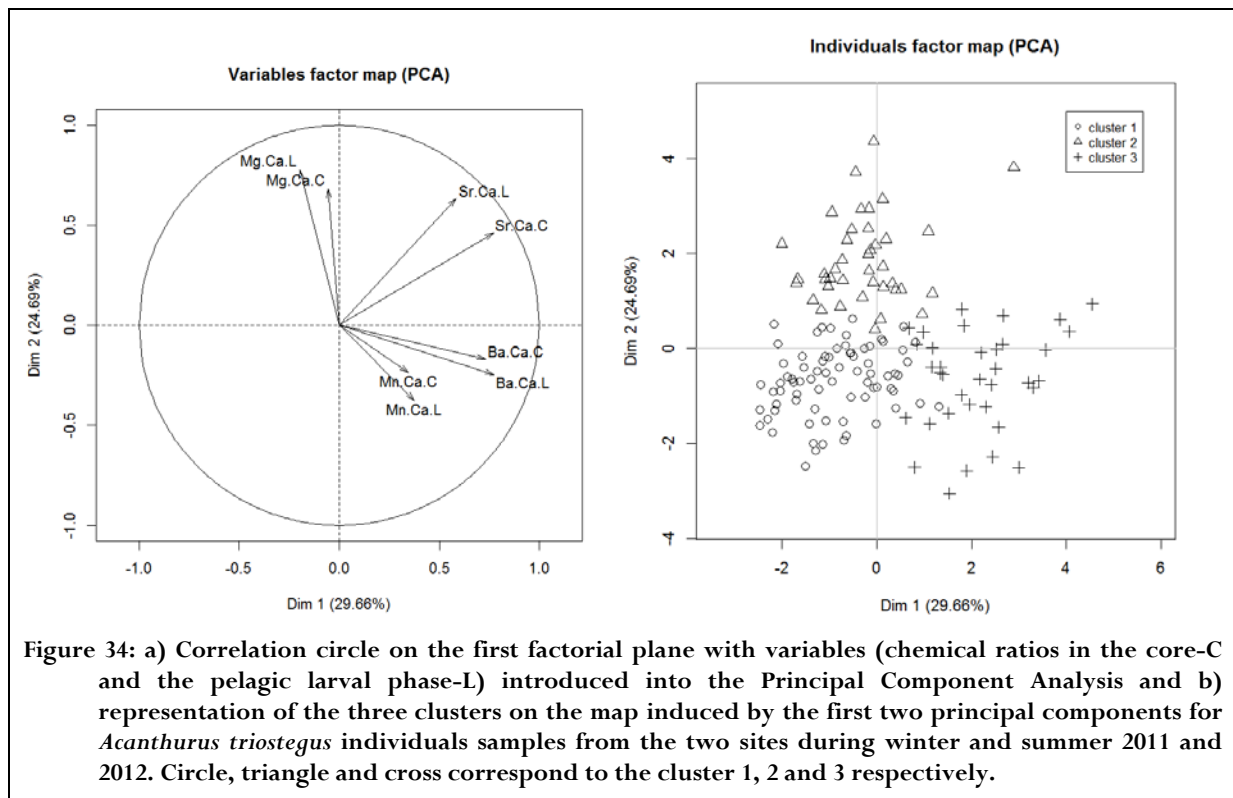 Variables factor map (PCA)
Mg.Ca.L
Mg.Ca.C
Sr.Ca.L
Sr.Ca.C
Ba.Ca.C
Mn.Ca.C
Ba.Ca.L
Mn.Ca.L
1.0
0.5
0.0
-0.5
-1.0
Dim 2 (24.69%)
-1.0 -0.5 0.0 0.5 1.0
Dim 1 (29.66%)
Individuals factor map (PCA)
cluster 1
cluster 2
cluster 3
4
2
0
-2
-4
Dim 2 (24.69%)
-2 0 2 4 6
Dim 1 (29.66%)
Figure 34: a) Correlation circle on the first factorial plane with variables (chemical ratios in the core-C
and the pelagic larval phase-L) introduced into the Principal Component Analysis and b)
representation of the three clusters on the map induced by the first two principal components for
Acanthurus triostegus individuals samples from the two sites during winter and summer 2011 and
2012. Circle, triangle and cross correspond to the cluster 1, 2 and 3 respectively.